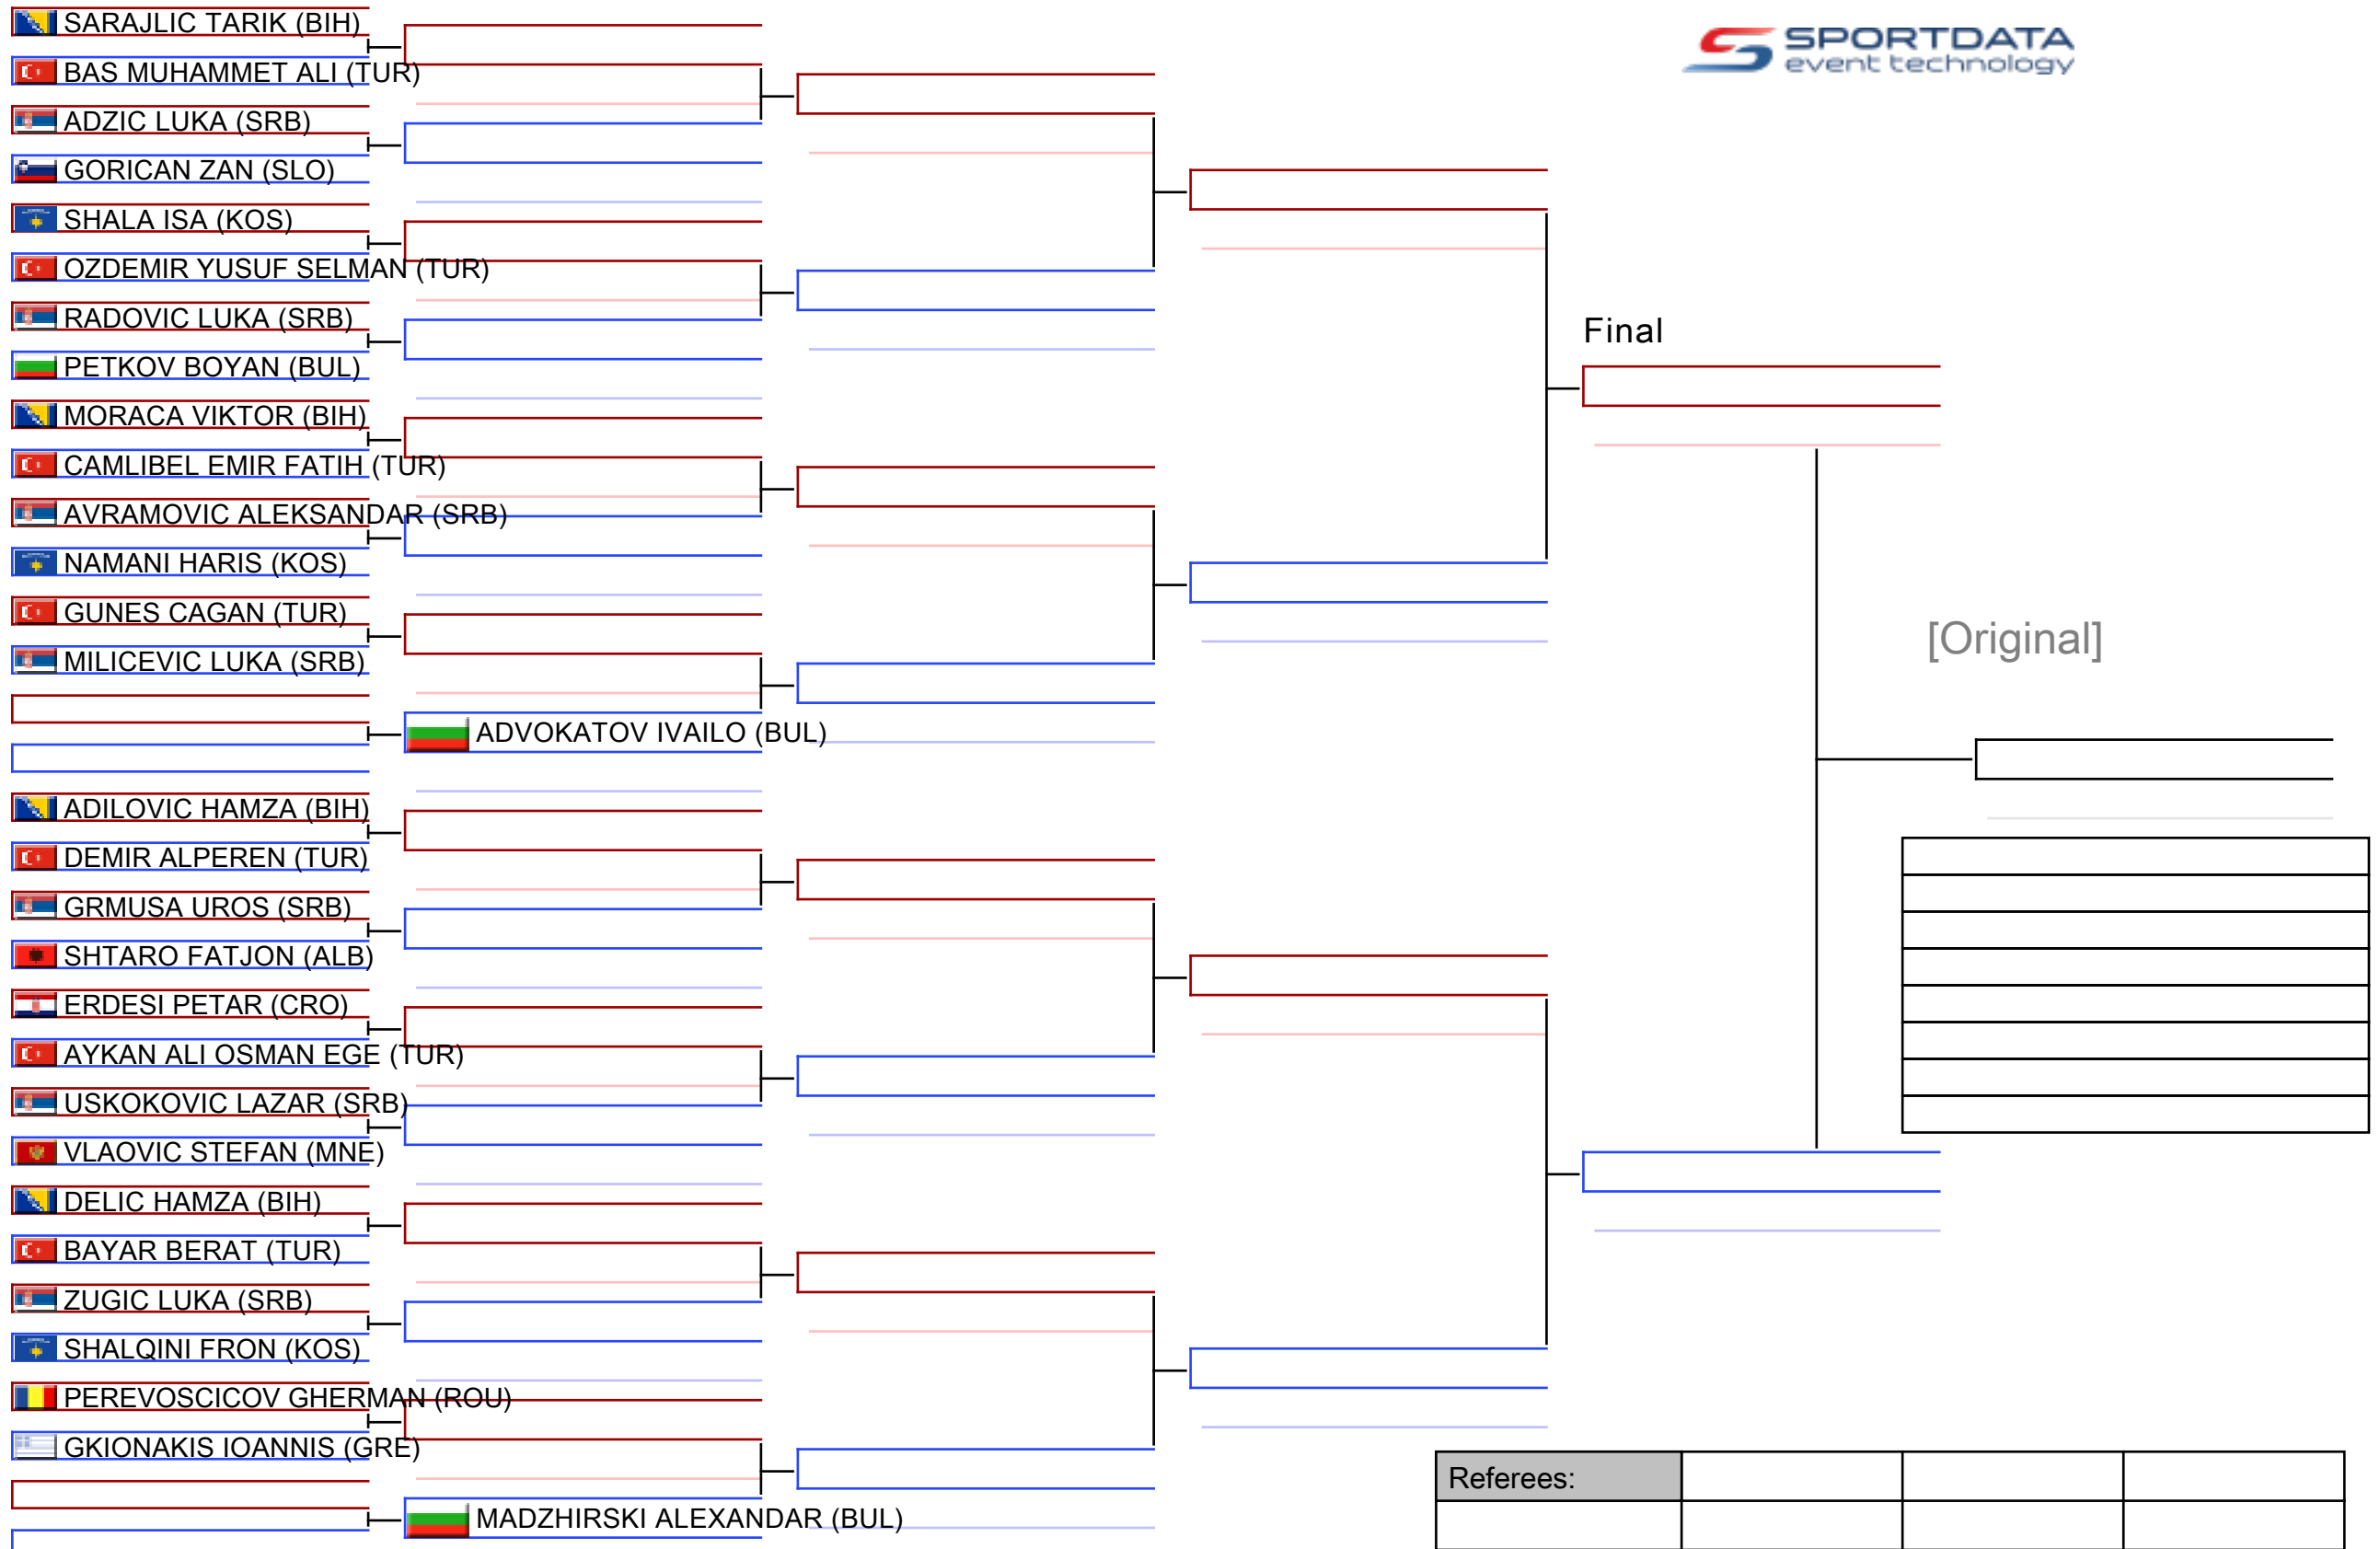 SARAJLIC TARIK (BIH)
SPORTDATA
event technology
BAS MUHAMMET ALI (TUR)
ADZIC LUKA (SRB)
GORICAN ZAN (SLO)
SHALA ISA (KOS)
OZDEMIR YUSUF SELMAN (TUR)
RADOVIC LUKA (SRB)
Final
PETKOV BOYAN (BUL)
MORACA VIKTOR (BIH)
CAMLIBEL EMIR FATIH (TUR)
AVRAMOVIC ALEKSANDAR (SRB)
NAMANI HARIS (KOS)
GUNES CAGAN (TUR)
[Original]
MILICEVIC LUKA (SRB)
ADVOKATOV IVAILO (BUL)
ADILOVIC HAMZA (BIH)
DEMIR ALPEREN (TUR)
GRMUSA UROS (SRB)
SHTARO FATJON (ALB)
ERDESI PETAR (CRO)
AYKAN ALI OSMAN EGE (TUR)
USKOKOVIC LAZAR (SRB)
VLAOVIC STEFAN (MNE)
DELIC HAMZA (BIH)
BAYAR BERAT (TUR)
ZUGIC LUKA (SRB)
SHALQINI FRON (KOS)
PEREVOSCICOV GHERMAN (ROU)
GKIONAKIS IOANNIS (GRE)
Referees:
MADZHIRSKI ALEXANDAR (BUL)